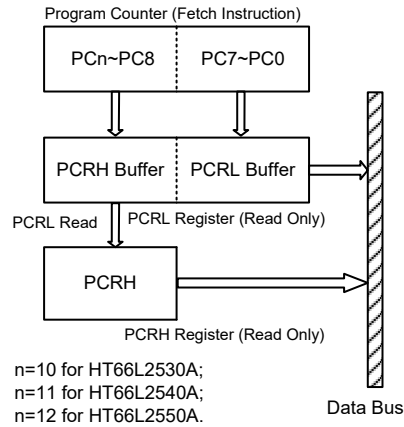 Program Counter (Fetch Instruction)
PCn~PC8 PC7~PC0
PCRH Buffer PCRL Buffer
PCRL Read PCRL Register (Read Only)
PCRH
PCRH Register (Read Only)
n=10 for HT66L2530A;
n=11 for HT66L2540A;
n=12 for HT66L2550A.
Data Bus